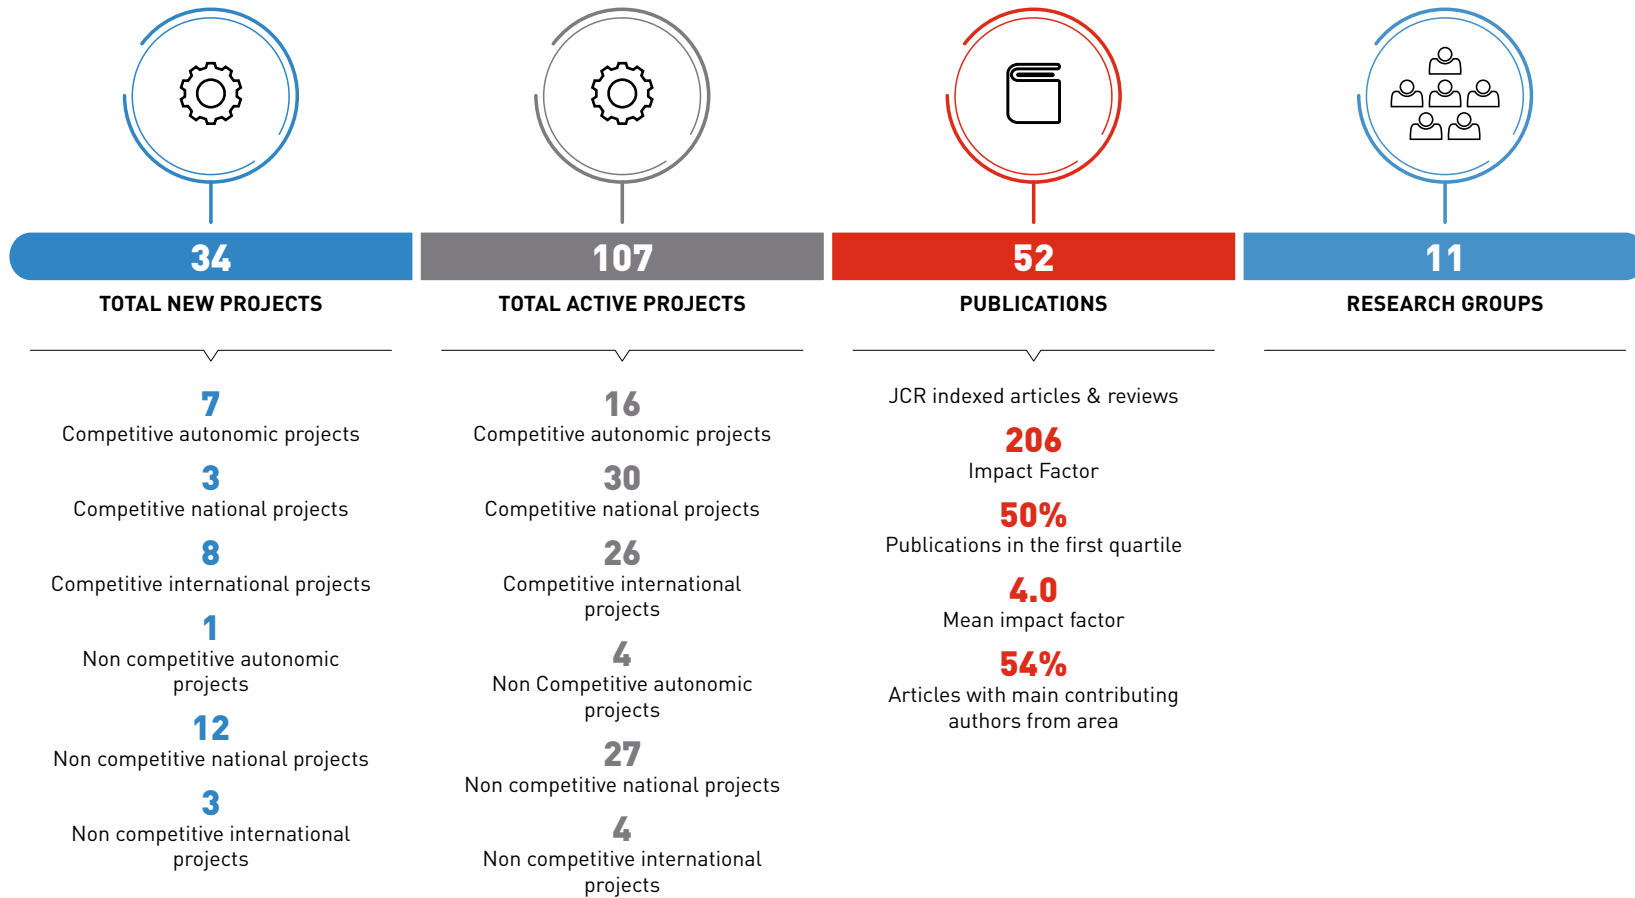 34
TOTAL NEW PROJECTS
7
Competitive autonomic projects
3
Competitive national projects
8
Competitive international projects
1
Non competitive autonomic
projects
12
Non competitive national projects
3
Non competitive international
projects
107
TOTAL ACTIVE PROJECTS
16
Competitive autonomic projects
30
Competitive national projects
26
Competitive international
projects
4
Non Competitive autonomic
projects
27
Non competitive national projects
4
Non competitive international
projects
52
PUBLICATIONS
JCR indexed articles & reviews
206
Impact Factor
50%
Publications in the first quartile
4.0
Mean impact factor
54%
Articles with main contributing
authors from area
11
RESEARCH GROUPS